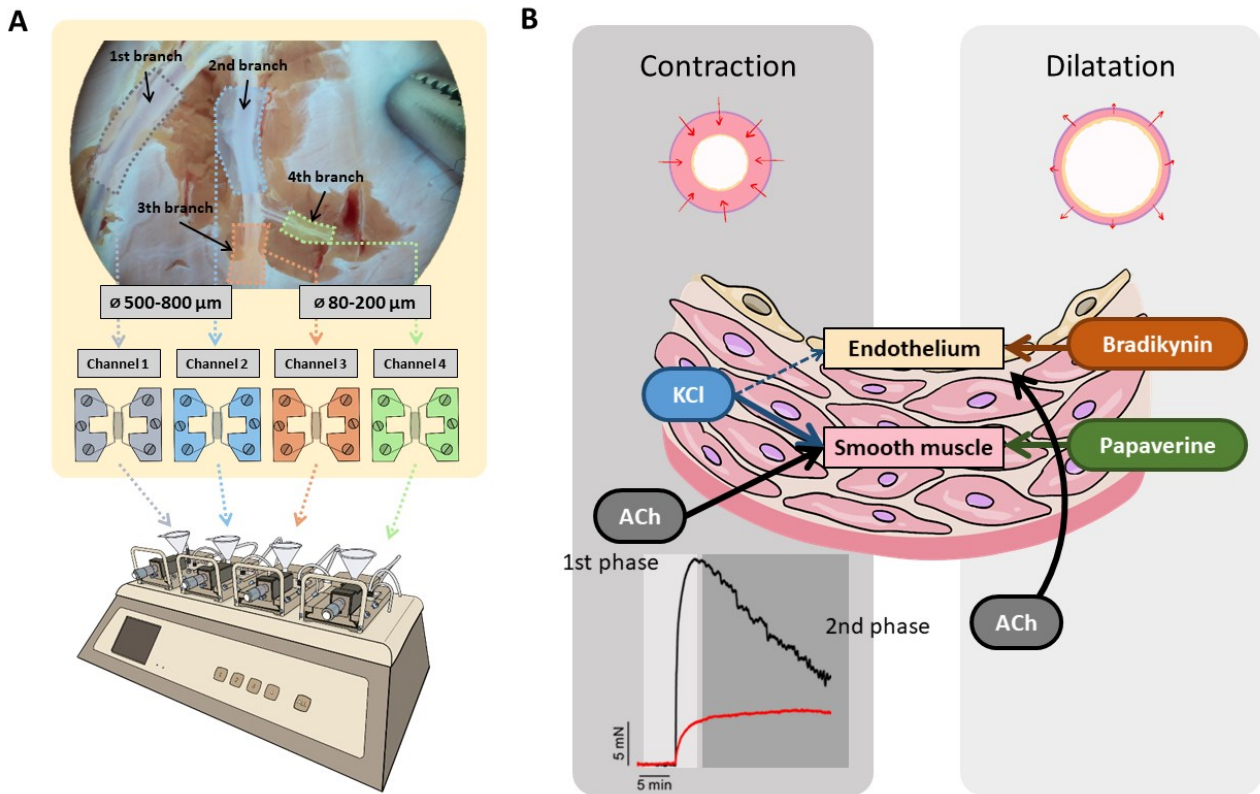 A
1st branch
2nd branch
4th branch
3th branch
ø 500-800 µm
ø 80-200 µm
Channel 1
Channel 2
Channel 3
Channel 4
B
Contraction
Dilatation
Endothelium
Bradikynin
KCl
Smooth muscle
Papaverine
ACh
1st phase
2nd phase
ACh
5 mN
5 min